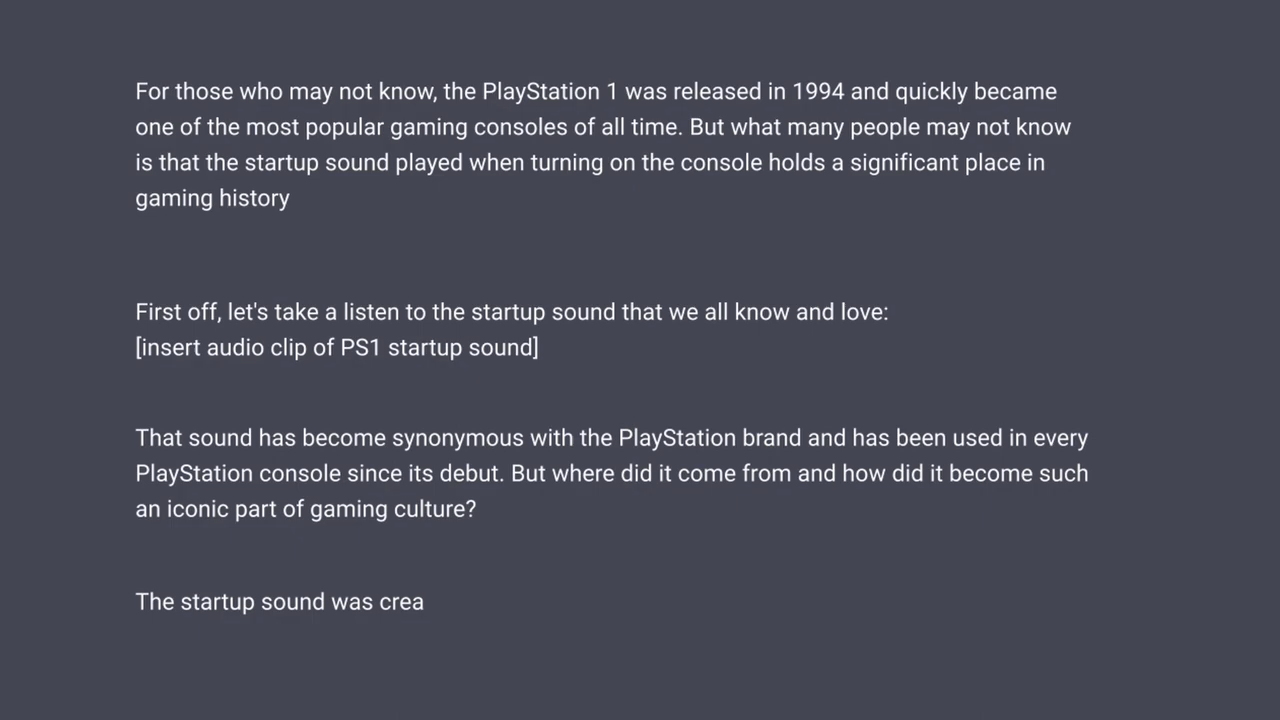 For those who may not know, the PlayStation 1 was released in 1994 and quickly became
one of the most popular gaming consoles of all time. But what many people may not know
is that the startup sound played when turning on the console holds a significant place in
gaming history
First off, let's take a listen to the startup sound that we all know and love:
[insert audio clip of PS1 startup sound]
That sound has become synonymous with the PlayStation brand and has been used in every
PlayStation console since its debut. But where did it come from and how did it become such
an iconic part of gaming culture?
The startup sound was crea